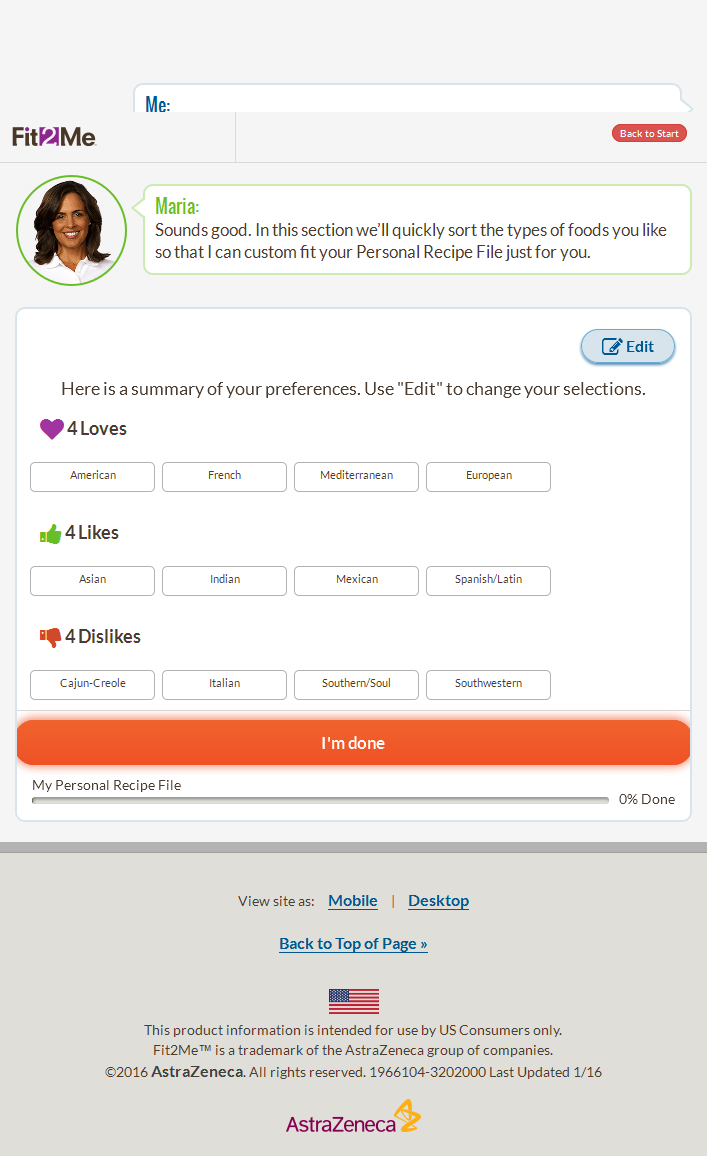 Me:
Fit2Me
Back to Start
Maria:
Sounds good. In this section we'll quickly sort the types of foods you like
so that I can custom fit your Personal Recipe File just for you.
Edit
Here is a summary of your preferences. Use "Edit" to change your selections.
4 Loves
American French Mediterranean European
4 Likes
Asian Indian Mexican Spanish/Latin
4 Dislikes
Cajun-Creole Italian Southern/Soul Southwestern
I'm done
My Personal Recipe File
0% Done
View site as: Mobile | Desktop
Back to Top of Page »
This product information is intended for use by US Consumers only.
Fit2Me™ is a trademark of the AstraZeneca group of companies.
©2016 AstraZeneca. All rights reserved. 1966104-3202000 Last Updated 1/16
AstraZeneca